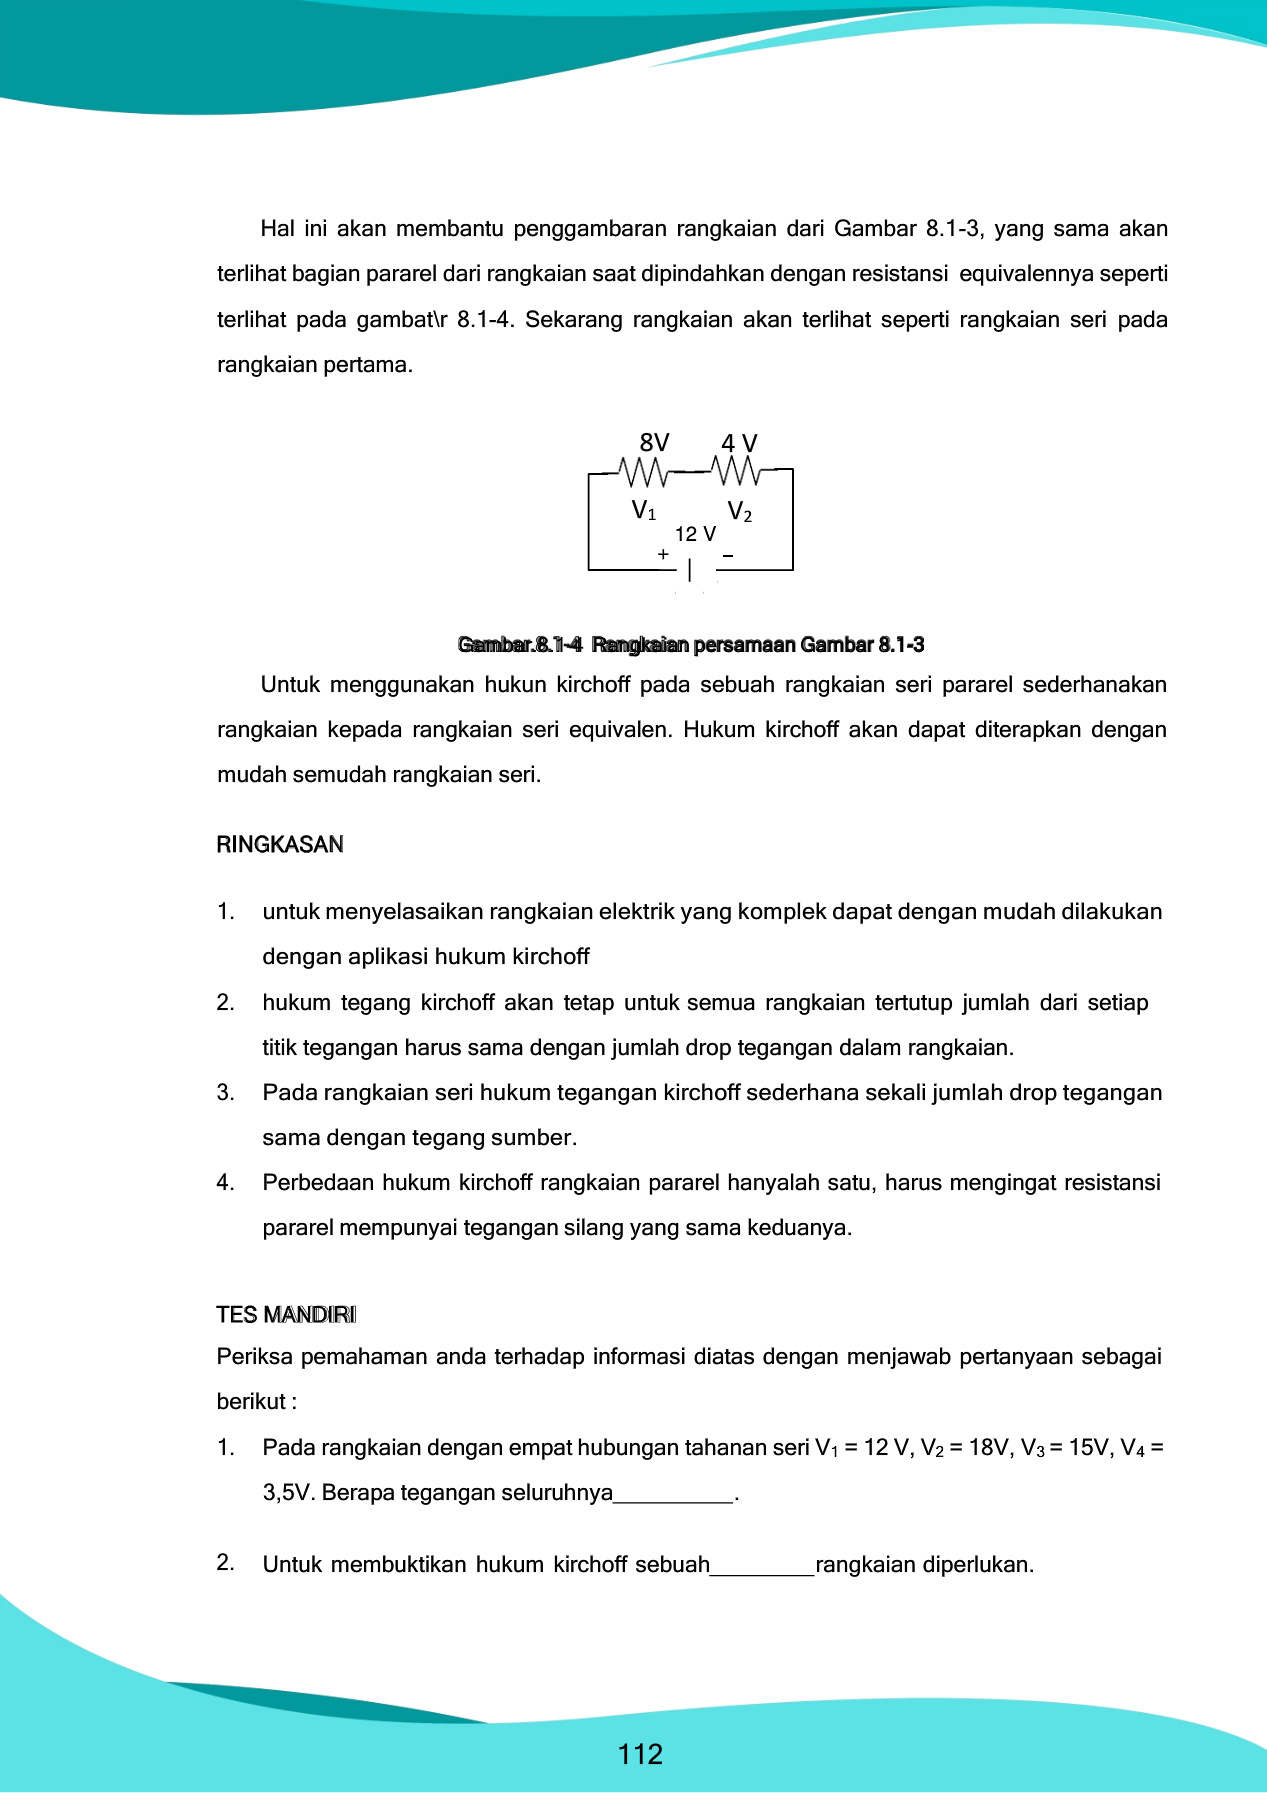 Hal ini akan membantu penggambaran rangkaian dari Gambar 8.1-3, yang sama akan
terlihat bagian pararel dari rangkaian saat dipindahkan dengan resistansi equivalennya seperti
terlihat pada gambat\r 8.1-4. Sekarang rangkaian akan terlihat seperti rangkaian seri pada
rangkaian pertama.
8V 4 V
V₁ V₂
12 V
+ –
Gambar.8.1-4 Rangkaian persamaan Gambar 8.1-3
Untuk menggunakan hukun kirchoff pada sebuah rangkaian seri pararel sederhanakan
rangkaian kepada rangkaian seri equivalen. Hukum kirchoff akan dapat diterapkan dengan
mudah semudah rangkaian seri.
RINGKASAN
1. untuk menyelasaikan rangkaian elektrik yang komplek dapat dengan mudah dilakukan
dengan aplikasi hukum kirchoff
2. hukum tegang kirchoff akan tetap untuk semua rangkaian tertutup jumlah dari setiap
titik tegangan harus sama dengan jumlah drop tegangan dalam rangkaian.
3. Pada rangkaian seri hukum tegangan kirchoff sederhana sekali jumlah drop tegangan
sama dengan tegang sumber.
4. Perbedaan hukum kirchoff rangkaian pararel hanyalah satu, harus mengingat resistansi
pararel mempunyai tegangan silang yang sama keduanya.
TES MANDIRI
Periksa pemahaman anda terhadap informasi diatas dengan menjawab pertanyaan sebagai
berikut :
1. Pada rangkaian dengan empat hubungan tahanan seri V₁ = 12 V, V₂ = 18V, V₃ = 15V, V₄ =
3,5V. Berapa tegangan seluruhnya__________.
2. Untuk membuktikan hukum kirchoff sebuah_________rangkaian diperlukan.
112